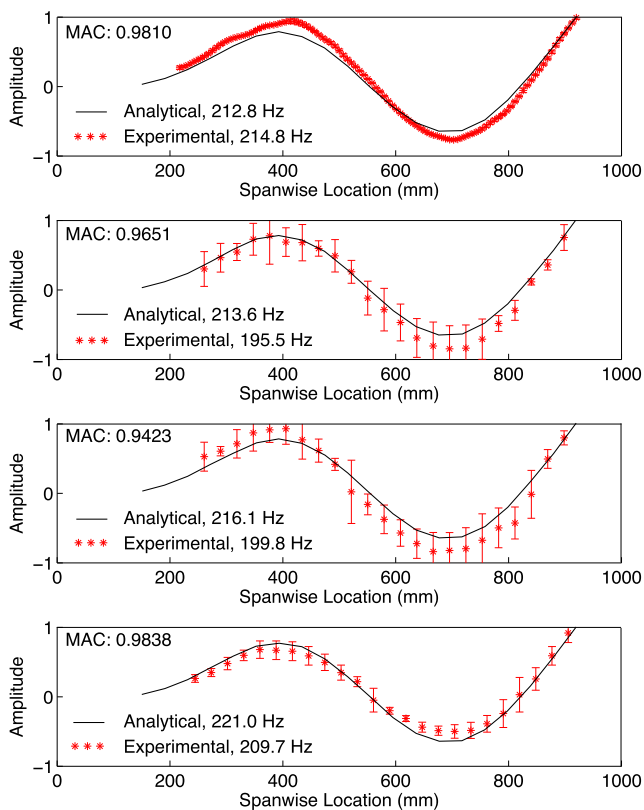 MAC: 0.9810
1
0
−1
Amplitude
Analytical, 212.8 Hz
Experimental, 214.8 Hz
0 200 400 600 800 1000
Spanwise Location (mm)
MAC: 0.9651
1
0
−1
Amplitude
Analytical, 213.6 Hz
Experimental, 195.5 Hz
0 200 400 600 800 1000
Spanwise Location (mm)
MAC: 0.9423
1
0
−1
Amplitude
Analytical, 216.1 Hz
Experimental, 199.8 Hz
0 200 400 600 800 1000
Spanwise Location (mm)
MAC: 0.9838
1
0
−1
Amplitude
Analytical, 221.0 Hz
Experimental, 209.7 Hz
0 200 400 600 800 1000
Spanwise Location (mm)